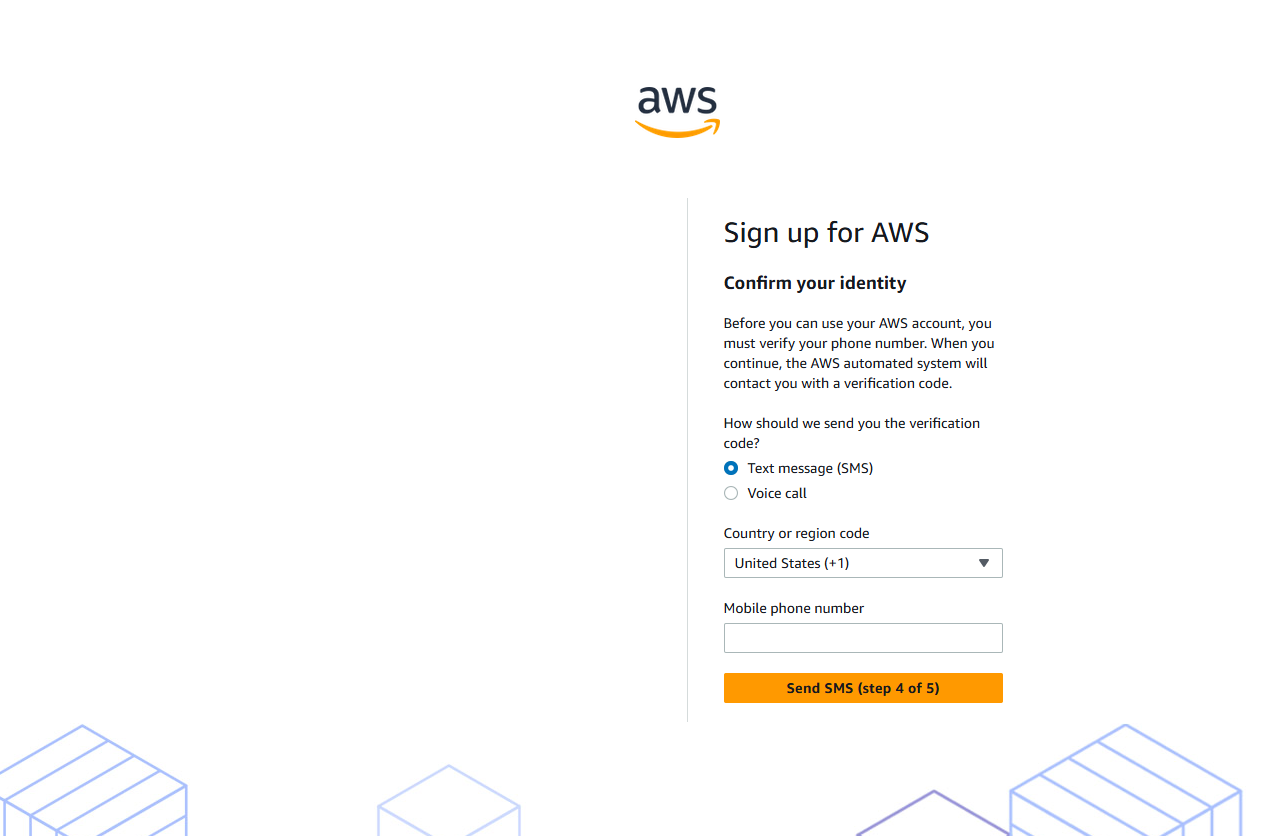 aws
Sign up for AWS
Confirm your identity
Before you can use your AWS account, you
must verify your phone number. When you
continue, the AWS automated system will
contact you with a verification code.
How should we send you the verification
code?
Text message (SMS)
Voice call
Country or region code
United States (+1)
Mobile phone number
Send SMS (step 4 of 5)